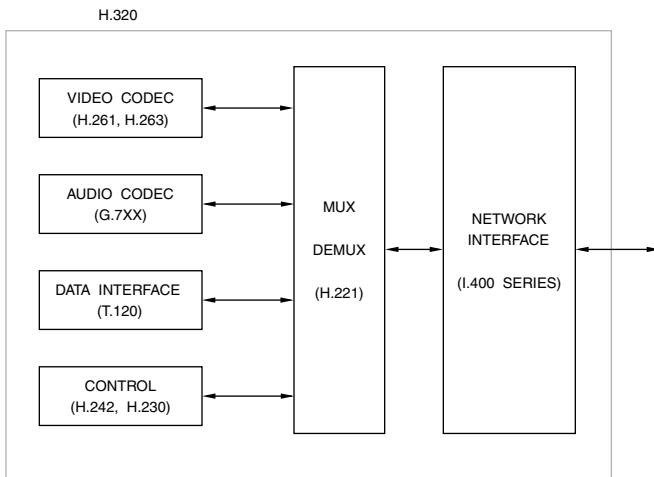 H.320
VIDEO CODEC
(H.261, H.263)
AUDIO CODEC
(G.7XX)
DATA INTERFACE
(T.120)
CONTROL
(H.242, H.230)
MUX
DEMUX
(H.221)
NETWORK
INTERFACE
(I.400 SERIES)